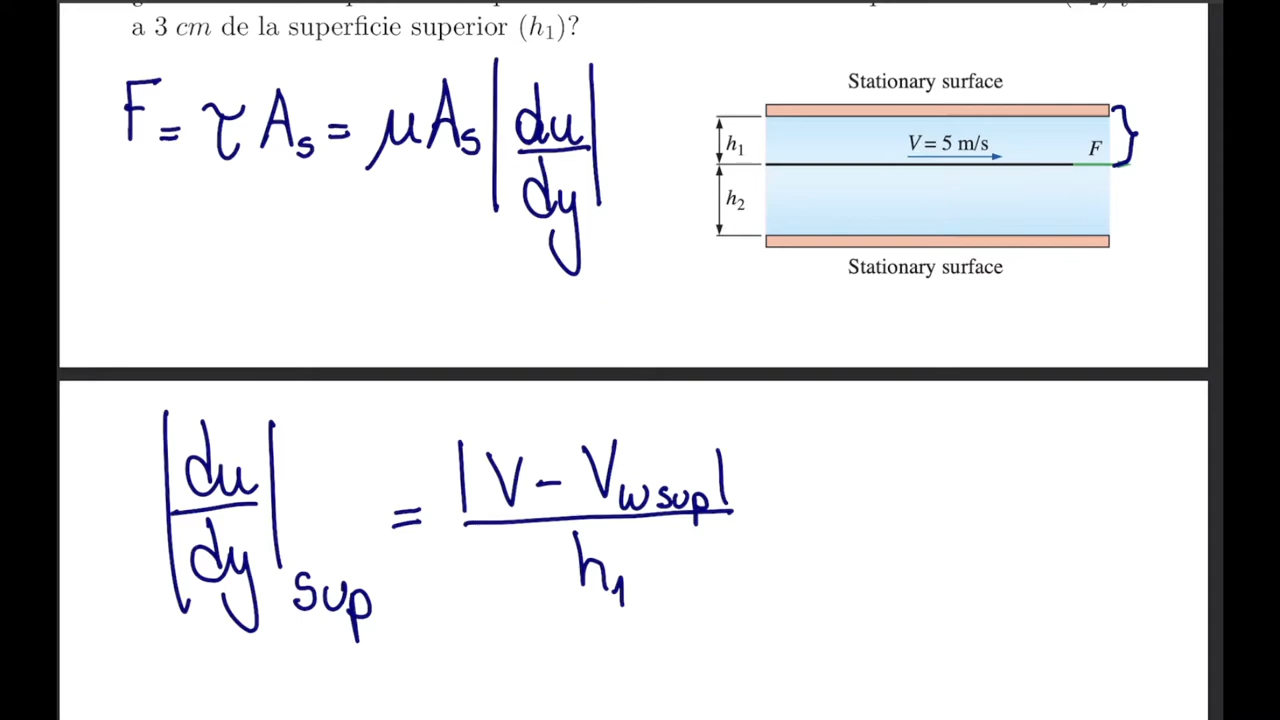 a 3 cm de la superficie superior (h₁)?
F = τ Aₛ = μ Aₛ |du/dy|
Stationary surface
h₁
V = 5 m/s
F
h₂
Stationary surface
|du/dy| sup = |V - V w sup| / h₁